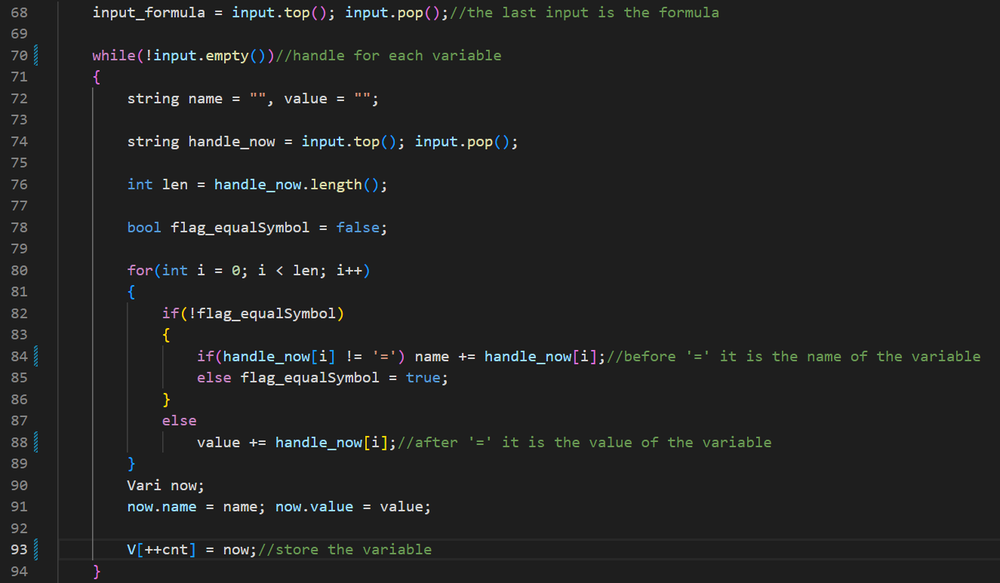 68 input_formula = input.top(); input.pop();//the last input is the formula
69
70 while(!input.empty())//handle for each variable
71 {
72 string name = "", value = "";
73
74 string handle_now = input.top(); input.pop();
75
76 int len = handle_now.length();
77
78 bool flag_equalSymbol = false;
79
80 for(int i = 0; i < len; i++)
81 {
82 if(!flag_equalSymbol)
83 {
84 if(handle_now[i] != '=') name += handle_now[i];//before '=' it is the name of the variable
85 else flag_equalSymbol = true;
86 }
87 else
88 value += handle_now[i];//after '=' it is the value of the variable
89 }
90 Vari now;
91 now.name = name; now.value = value;
92
93 V[++cnt] = now;//store the variable
94 }